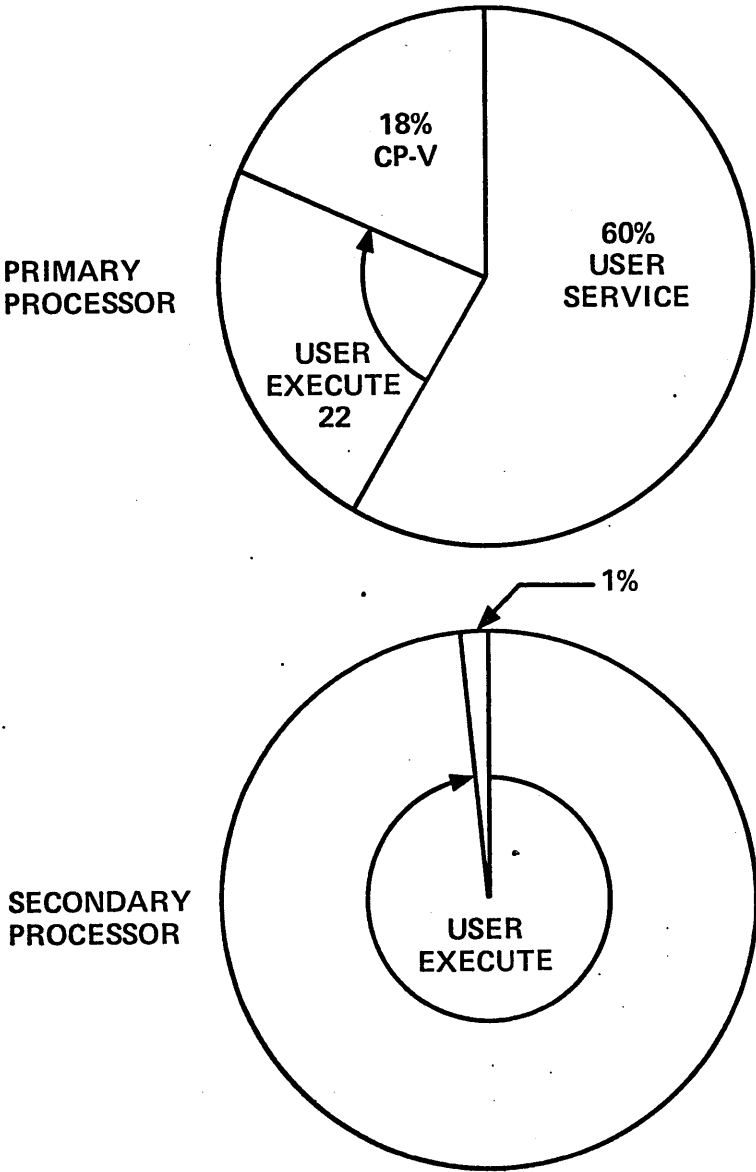 18%
CP-V
60%
USER
SERVICE
PRIMARY
PROCESSOR
USER
EXECUTE
22
1%
SECONDARY
PROCESSOR
USER
EXECUTE